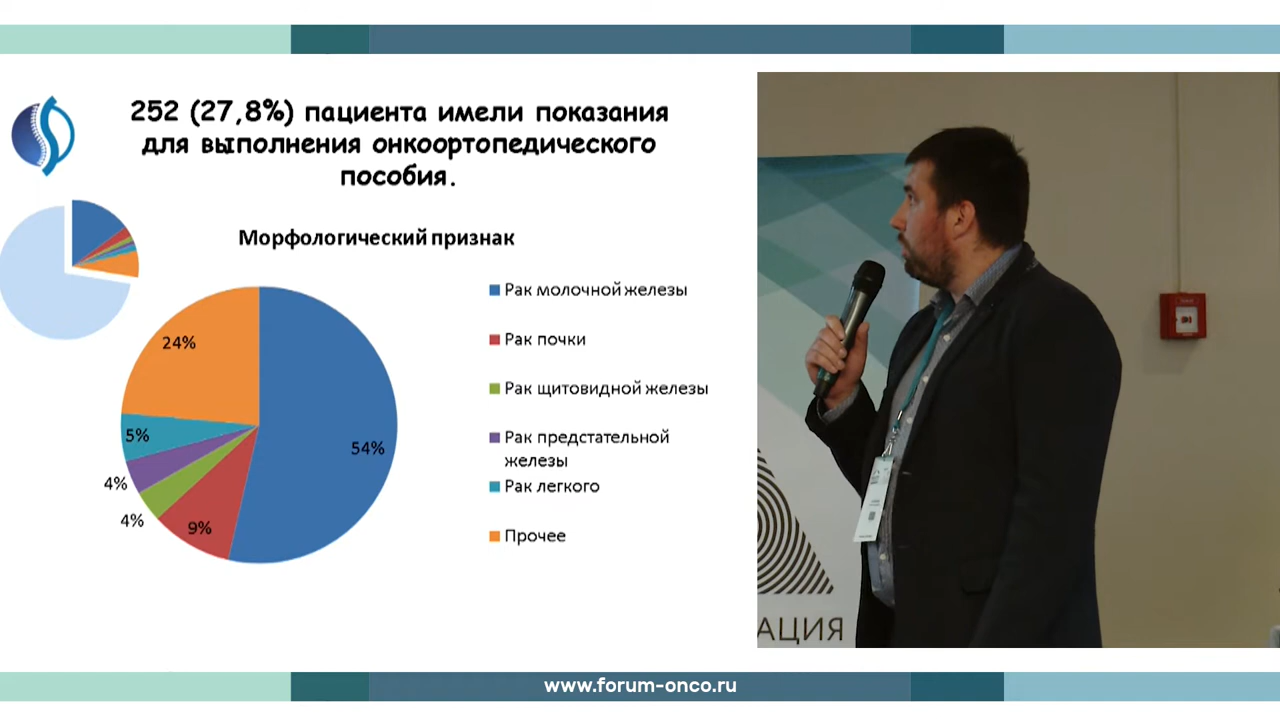 252 (27,8%) пациента имели показания
для выполнения онкоортопедического
пособия.
Морфологический признак
24%
5%
4%
4%
9%
54%
Рак молочной железы
Рак почки
Рак щитовидной железы
Рак предстательной
железы
Рак легкого
Прочее
АЦИЯ
www.forum-onco.ru